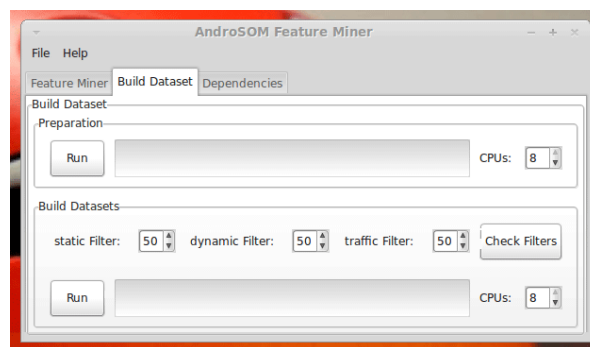 AndroSOM Feature Miner
File Help
Feature Miner Build Dataset Dependencies
Build Dataset
Preparation
Run CPUs: 8
Build Datasets
static Filter: 50 dynamic Filter: 50 traffic Filter: 50 Check Filters
Run CPUs: 8